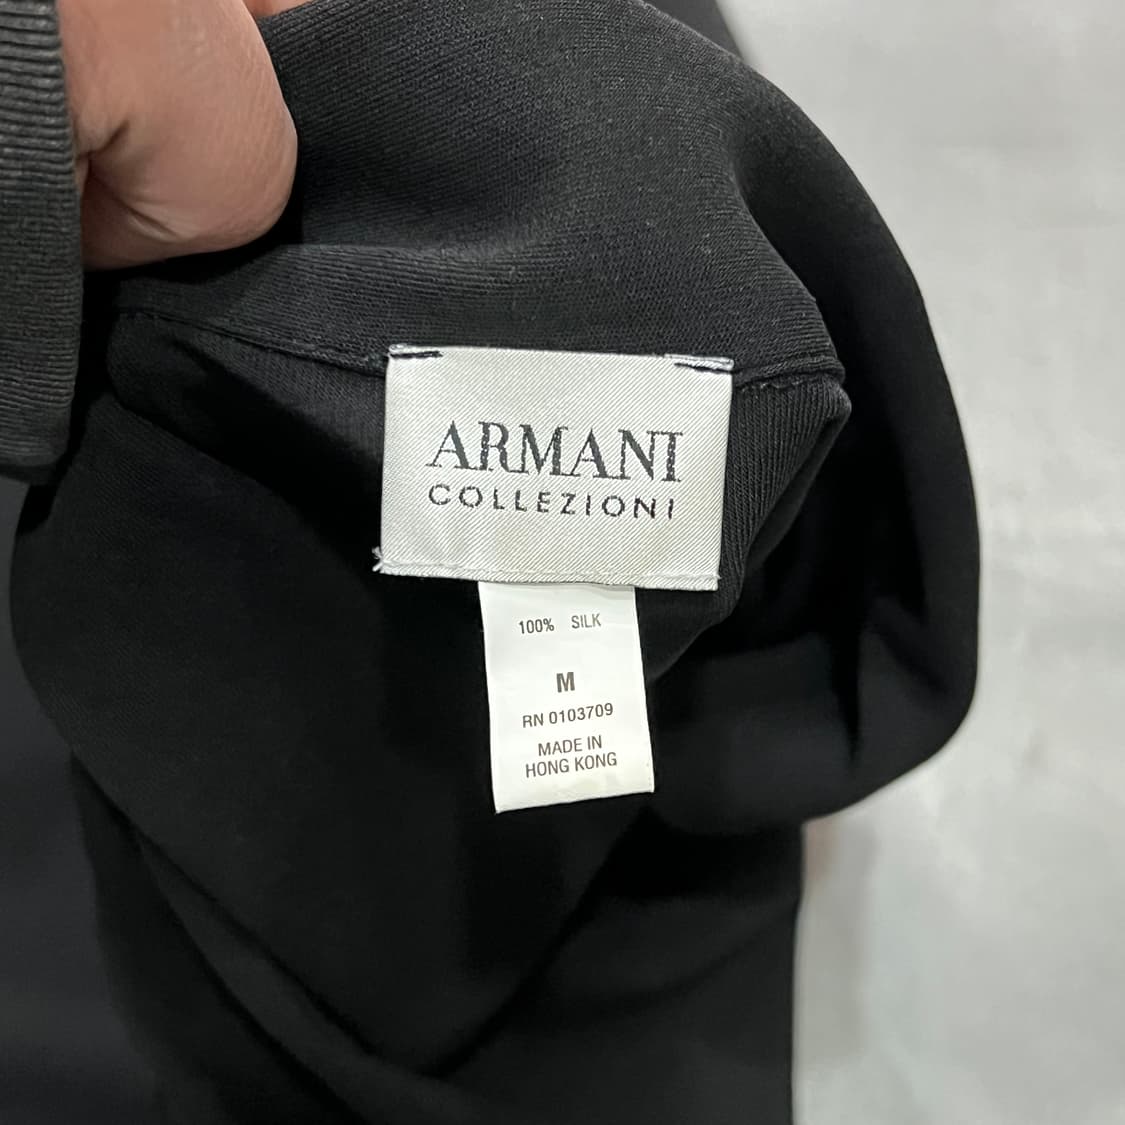 ARMANI
COLLEZIONI
100% SILK
M
RN 0103709
MADE IN
HONG KONG